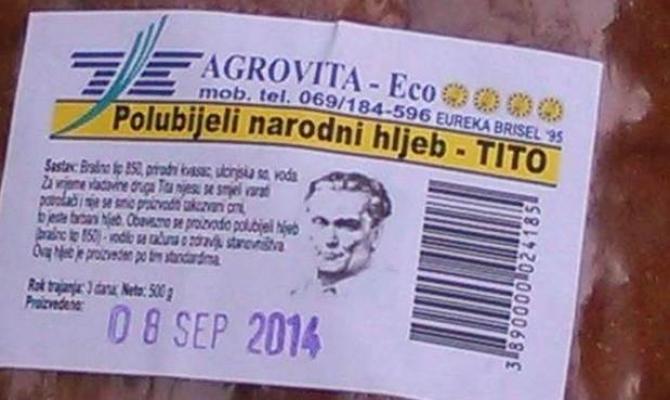 AGROVITA - Eco
mob. tel. 069/184-596 EUREKA BRISEL '95
Polubijeli narodni hljeb - TITO
Sastav: Brašno tip 850, prirodni kvasac, ulcinjska so, voda.
Za vrijeme vladavine druga Tita nijesu se smjeli varati
potrošači i nije se smio proizvoditi takozvani crni,
to jeste farbani hljeb. Obavezno se proizvodio polubijeli hljeb
(brašno tip 850) - vodilo se računa o zdravlju stanovništva.
Ovaj hljeb je proizveden po tim standardima.
Rok trajanja: 3 dana; Neto: 500 g
Proizvedeno:
08 SEP 2014
3890000024185